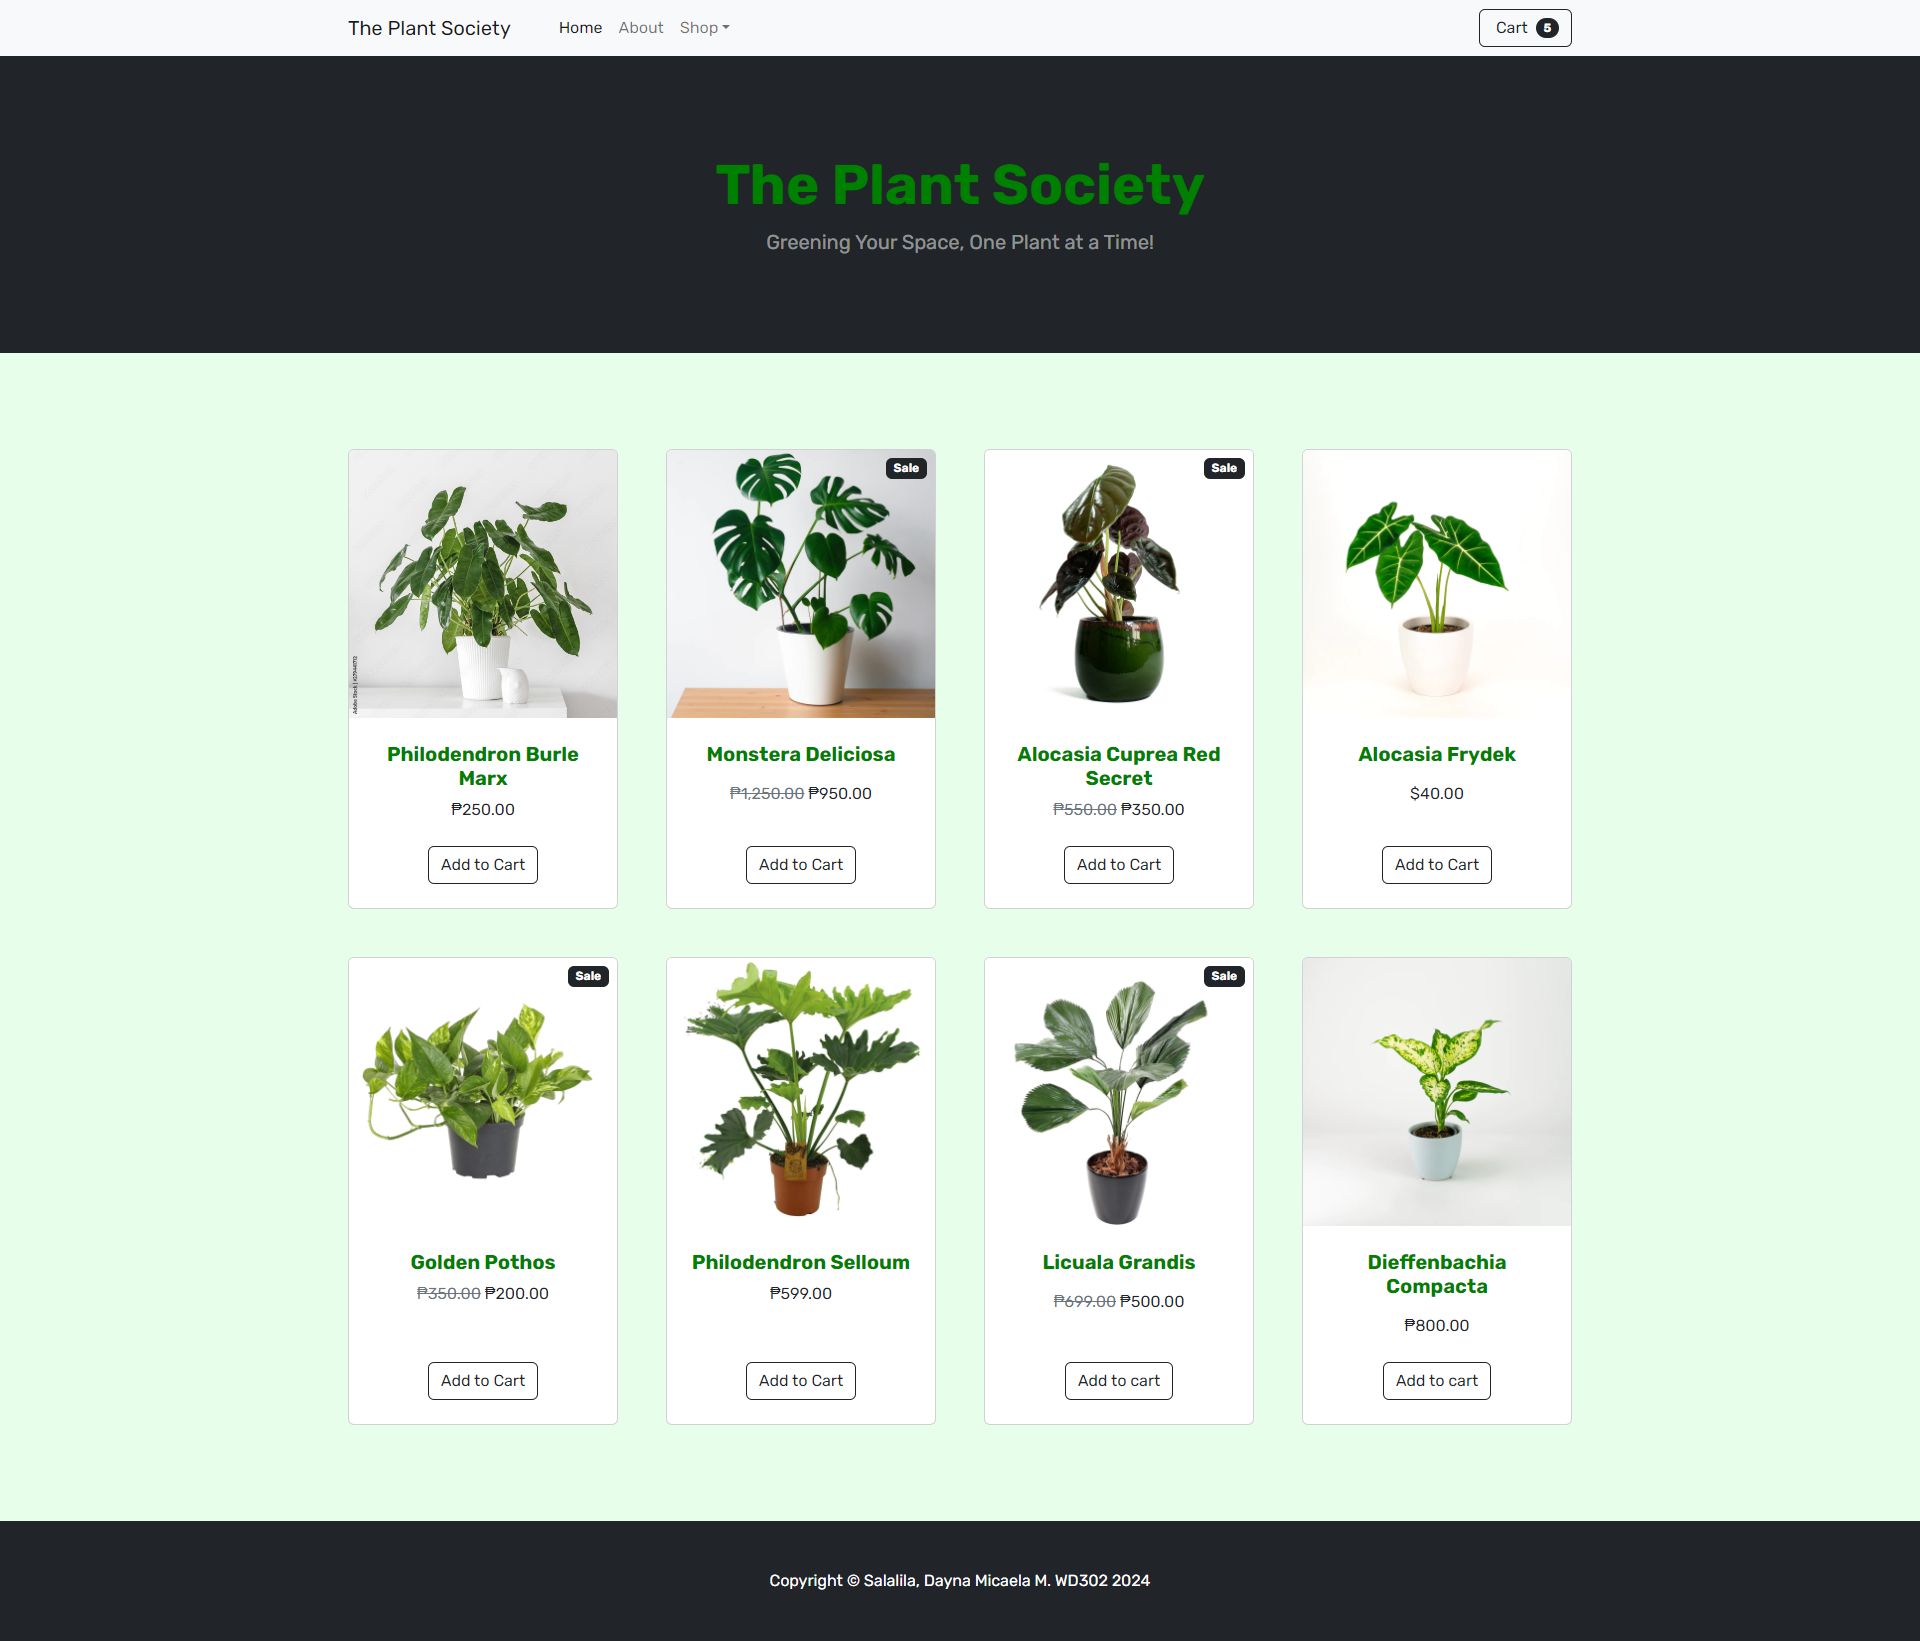 The Plant Society
Home About Shop
Cart 5
The Plant Society
Greening Your Space, One Plant at a Time!
Sale
Sale
Philodendron Burle
Marx
₱250.00
Add to Cart
Monstera Deliciosa
₱1,250.00 ₱950.00
Add to Cart
Alocasia Cuprea Red
Secret
₱550.00 ₱350.00
Add to Cart
Alocasia Frydek
$40.00
Add to Cart
Sale
Sale
Golden Pothos
₱350.00 ₱200.00
Add to Cart
Philodendron Selloum
₱599.00
Add to Cart
Licuala Grandis
₱699.00 ₱500.00
Add to cart
Dieffenbachia
Compacta
₱800.00
Add to cart
Copyright © Salalila, Dayna Micaela M. WD302 2024